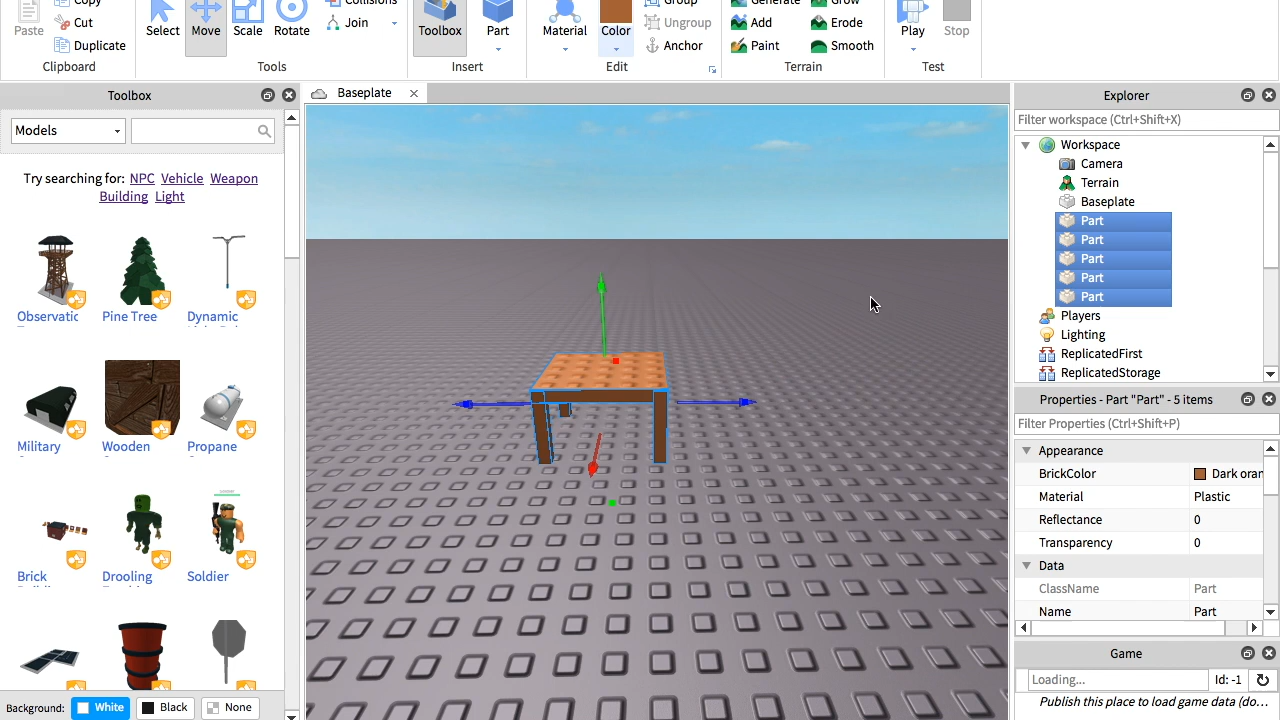 Copy
Collisions
Group
Generate
Grow
Paste
Cut
Select
Move
Scale
Rotate
Join
Toolbox
Part
Material
Color
Ungroup
Add
Erode
Play
Stop
Duplicate
Anchor
Paint
Smooth
Clipboard
Tools
Insert
Edit
Terrain
Test
Toolbox
Baseplate
Explorer
Models
Filter workspace (Ctrl+Shift+X)
Workspace
Camera
Terrain
Baseplate
Part
Part
Part
Part
Part
Players
Lighting
ReplicatedFirst
ReplicatedStorage
Try searching for: NPC Vehicle Weapon
Building Light
Observatic
Pine Tree
Dynamic
Military
Wooden
Propane
Brick
Drooling
Soldier
Background:
White
Black
None
Properties - Part "Part" - 5 items
Filter Properties (Ctrl+Shift+P)
Appearance
BrickColor Dark oran
Material Plastic
Reflectance 0
Transparency 0
Data
ClassName Part
Name Part
Game
Loading... Id: -1
Publish this place to load game data (do...